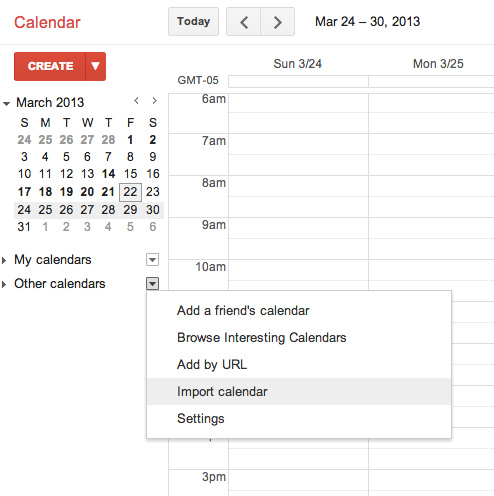 Calendar Today Mar 24 – 30, 2013
CREATE
Sun 3/24 Mon 3/25
GMT-05
March 2013
S M T W T F S
24 25 26 27 28 1 2
3 4 5 6 7 8 9
10 11 12 13 14 15 16
17 18 19 20 21 22 23
24 25 26 27 28 29 30
31 1 2 3 4 5 6
My calendars
Other calendars
6am
7am
8am
9am
10am
Add a friend's calendar
Browse Interesting Calendars
Add by URL
Import calendar
Settings
3pm